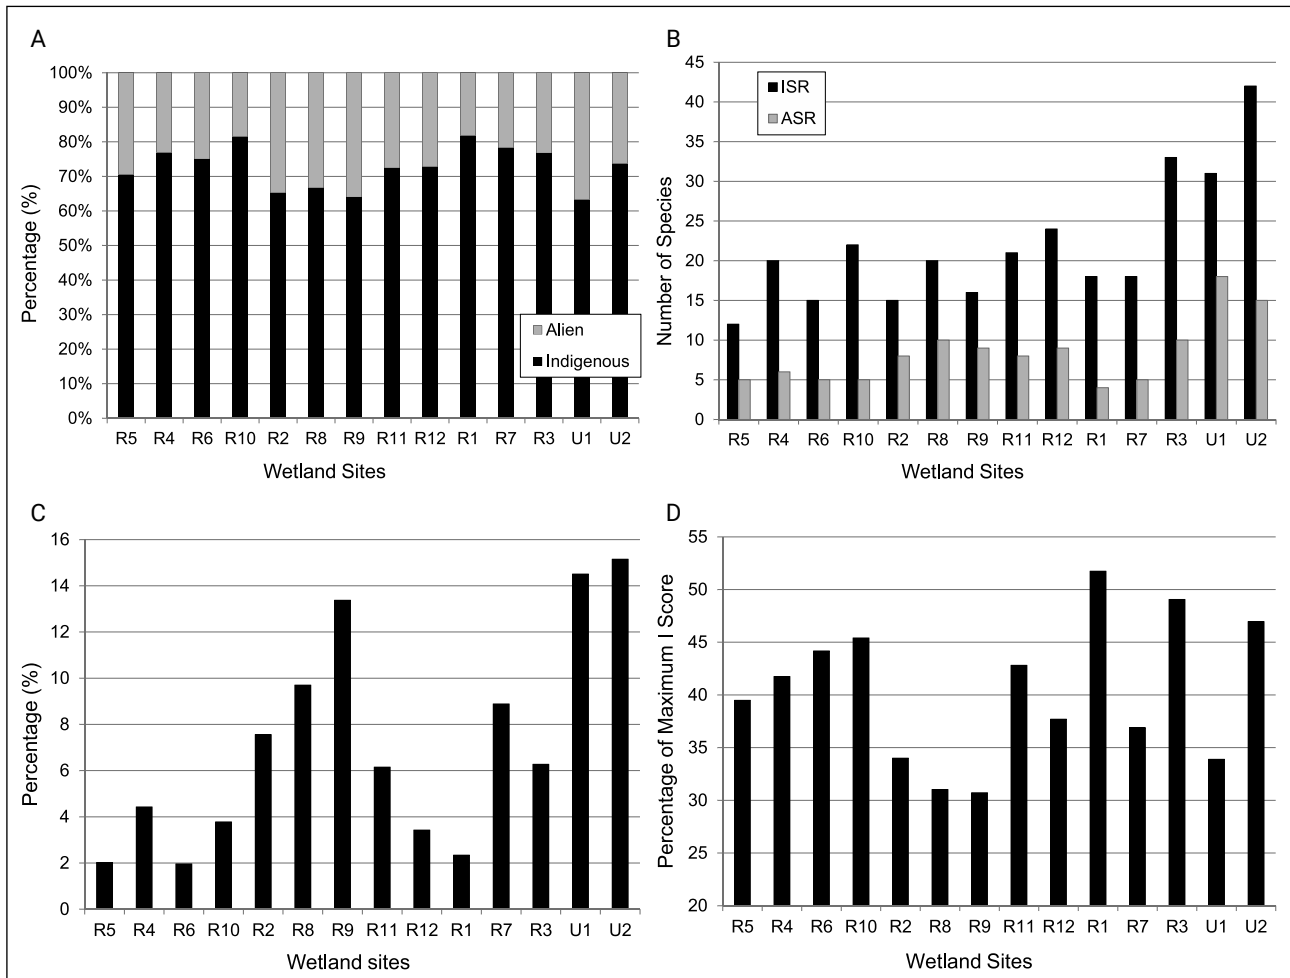 A
100%
90%
80%
70%
60%
50%
40%
30%
20%
10%
0%
Percentage (%)
Alien
Indigenous
R5 R4 R6 R10 R2 R8 R9 R11 R12 R1 R7 R3 U1 U2
Wetland Sites
B
45
40
35
30
25
20
15
10
5
0
Number of Species
ISR
ASR
R5 R4 R6 R10 R2 R8 R9 R11 R12 R1 R7 R3 U1 U2
Wetland Sites
C
16
14
12
10
8
6
4
2
0
Percentage (%)
R5 R4 R6 R10 R2 R8 R9 R11 R12 R1 R7 R3 U1 U2
Wetland sites
D
55
50
45
40
35
30
25
20
Percentage of Maximum I Score
R5 R4 R6 R10 R2 R8 R9 R11 R12 R1 R7 R3 U1 U2
Wetland Sites